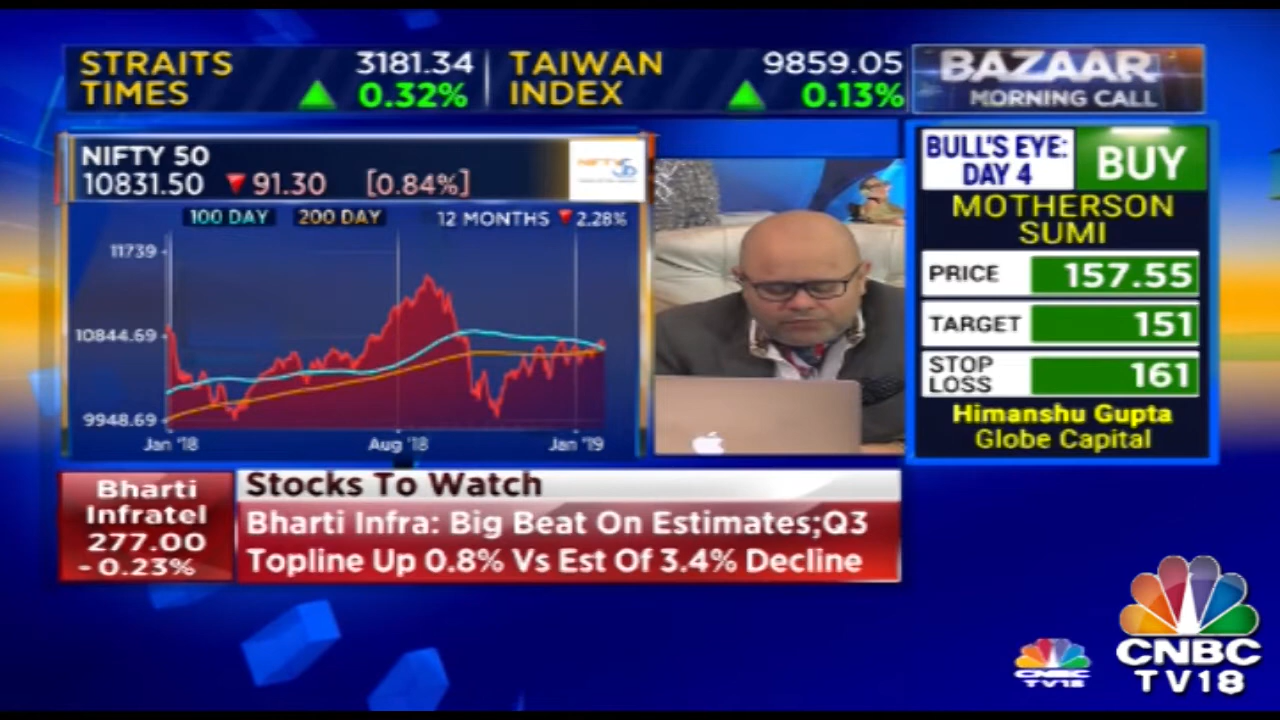 STRAITS TIMES 3181.34 ▲ 0.32%
TAIWAN INDEX 9859.05 ▲ 0.13%
BAZAAR
MORNING CALL
NIFTY 50
10831.50 ▼ 91.30 [0.84%]
100 DAY 200 DAY 12 MONTHS ▼ 2.28%
11739
10844.69
9948.69
Jan '18 Aug '18 Jan '19
BULL'S EYE: DAY 4
BUY
MOTHERSON
SUMI
PRICE 157.55
TARGET 151
STOP LOSS 161
Himanshu Gupta
Globe Capital
Bharti
Infratel
277.00
- 0.23%
Stocks To Watch
Bharti Infra: Big Beat On Estimates;Q3
Topline Up 0.8% Vs Est Of 3.4% Decline
CNBC
TV18
CNBC
TV18